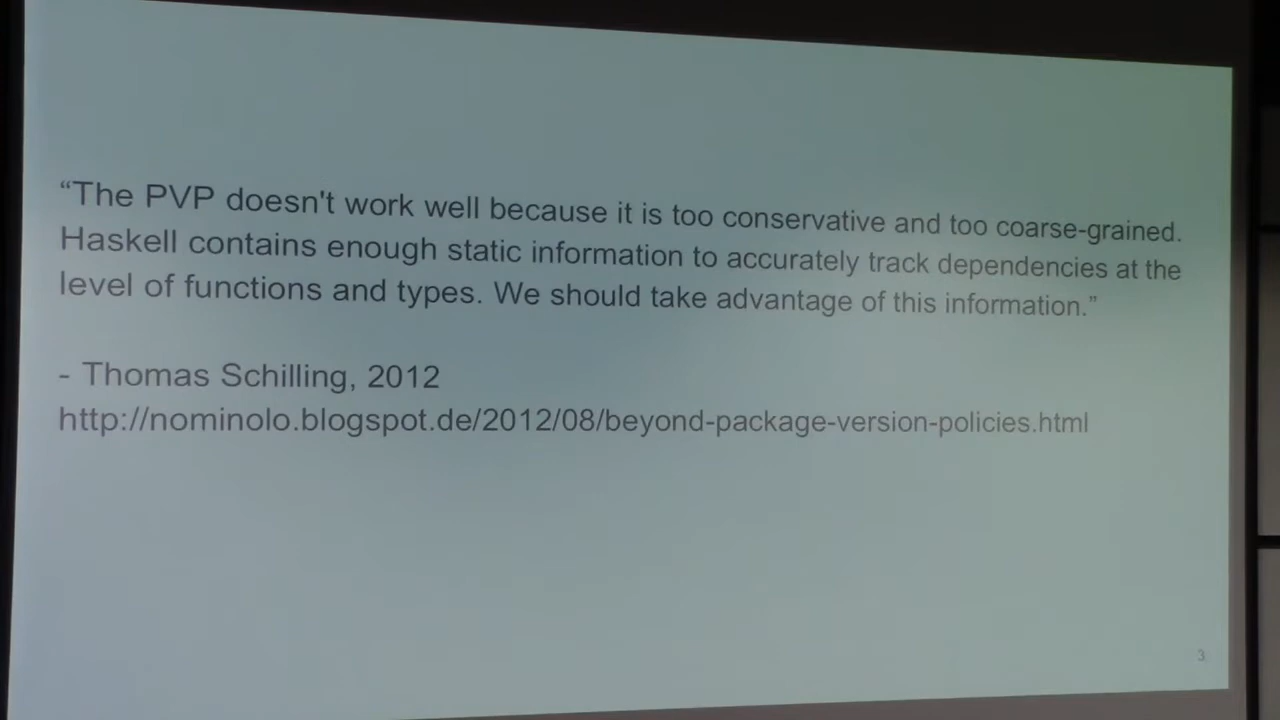 “The PVP doesn't work well because it is too conservative and too coarse-grained.
Haskell contains enough static information to accurately track dependencies at the
level of functions and types. We should take advantage of this information.”
- Thomas Schilling, 2012
http://nominolo.blogspot.de/2012/08/beyond-package-version-policies.html
3